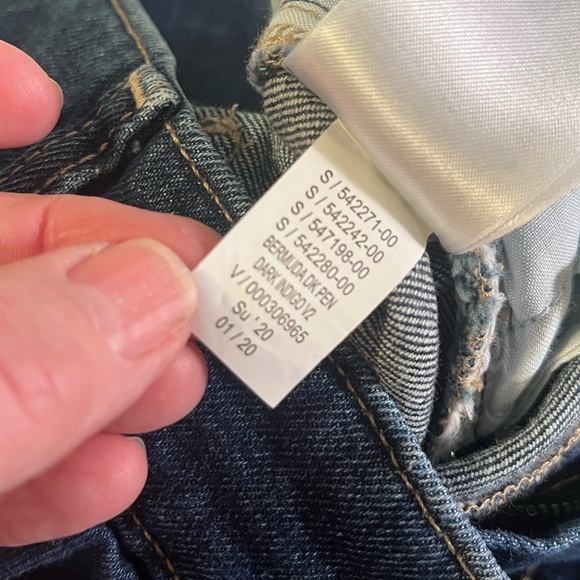 S / 542271-00
S / 542242-00
S / 547198-00
S / 542280-00
BERMUDA DK PEN
DARK INDIGO V2
V / 000306965
Su ' 20
01 / 20